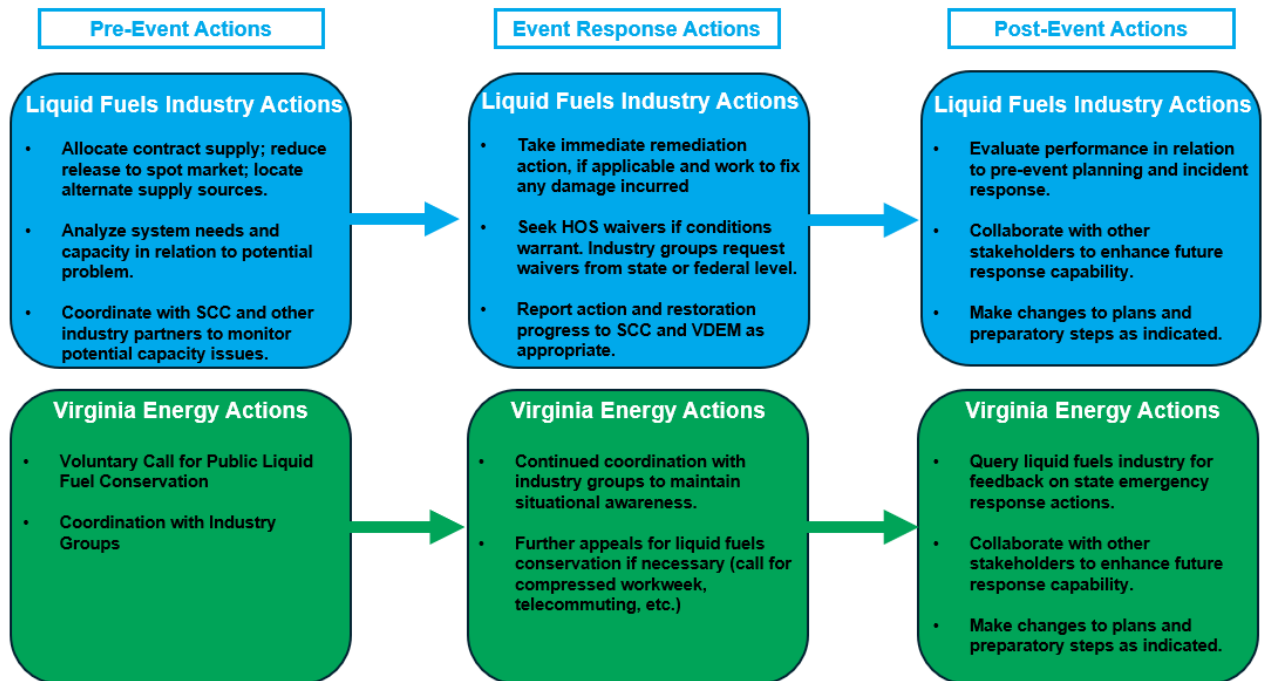 Pre-Event Actions
Event Response Actions
Post-Event Actions
Liquid Fuels Industry Actions
• Allocate contract supply; reduce
release to spot market; locate
alternate supply sources.
• Analyze system needs and
capacity in relation to potential
problem.
• Coordinate with SCC and other
industry partners to monitor
potential capacity issues.
Liquid Fuels Industry Actions
• Take immediate remediation
action, if applicable and work to fix
any damage incurred
• Seek HOS waivers if conditions
warrant. Industry groups request
waivers from state or federal level.
• Report action and restoration
progress to SCC and VDEM as
appropriate.
Liquid Fuels Industry Actions
• Evaluate performance in relation
to pre-event planning and incident
response.
• Collaborate with other
stakeholders to enhance future
response capability.
• Make changes to plans and
preparatory steps as indicated.
Virginia Energy Actions
• Voluntary Call for Public Liquid
Fuel Conservation
• Coordination with Industry
Groups
Virginia Energy Actions
• Continued coordination with
industry groups to maintain
situational awareness.
• Further appeals for liquid fuels
conservation if necessary (call for
compressed workweek,
telecommuting, etc.)
Virginia Energy Actions
• Query liquid fuels industry for
feedback on state emergency
response actions.
• Collaborate with other
stakeholders to enhance future
response capability.
• Make changes to plans and
preparatory steps as indicated.